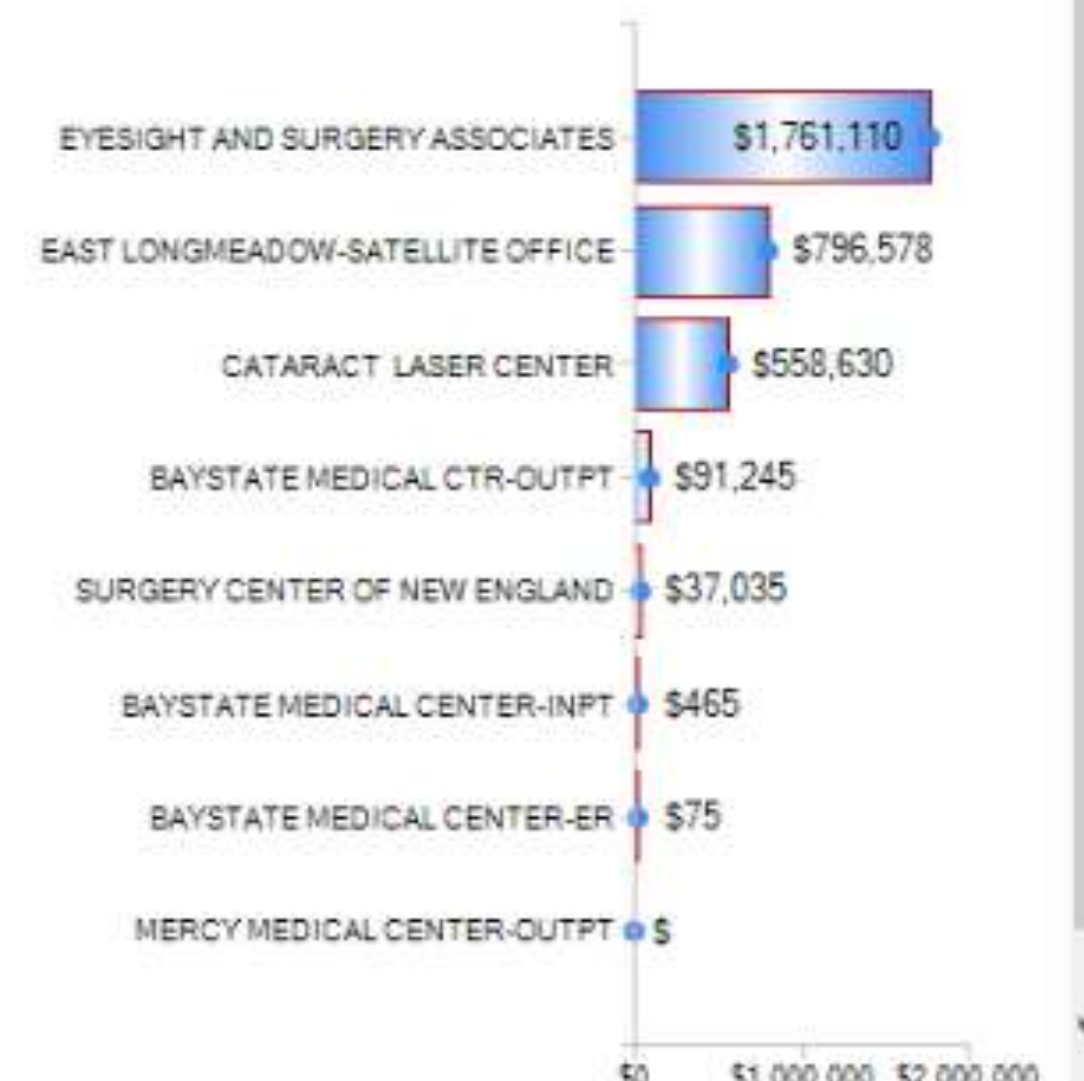 EYESIGHT AND SURGERY ASSOCIATES $1,761,110
EAST LONGMEADOW-SATELLITE OFFICE $796,578
CATARACT LASER CENTER $558,630
BAYSTATE MEDICAL CTR-OUTPT $91,245
SURGERY CENTER OF NEW ENGLAND $37,035
BAYSTATE MEDICAL CENTER-INPT $465
BAYSTATE MEDICAL CENTER-ER $75
MERCY MEDICAL CENTER-OUTPT $
$0 $1,000,000 $2,000,000